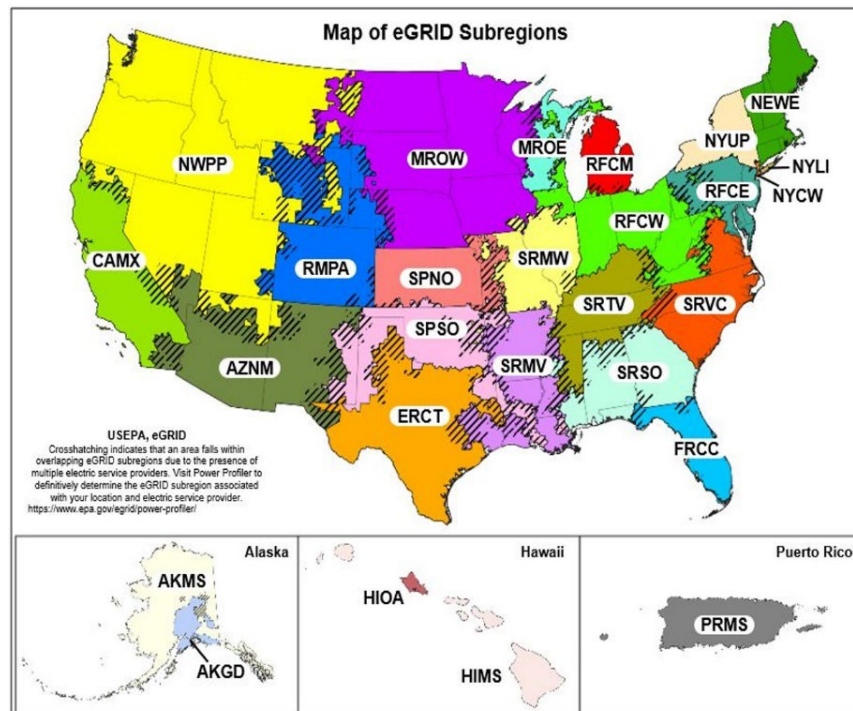 Map of eGRID Subregions
NEWE
NYUP
NWPP
MROW
MROE
RFCM
NYLI
RFCE
NYCW
RFCW
CAMX
RMPA
SPNO
SRMW
SRTV
SRVC
SPSO
AZNM
SRMV
SRSO
ERCT
FRCC
USEPA, eGRID
Crosshatching indicates that an area falls within
overlapping eGRID subregions due to the presence of
multiple electric service providers. Visit Power Profiler to
definitively determine the eGRID subregion associated
with your location and electric service provider.
https://www.epa.gov/egrid/power-profiler/
Alaska
AKMS
AKGD
Hawaii
HIOA
HIMS
Puerto Rico
PRMS